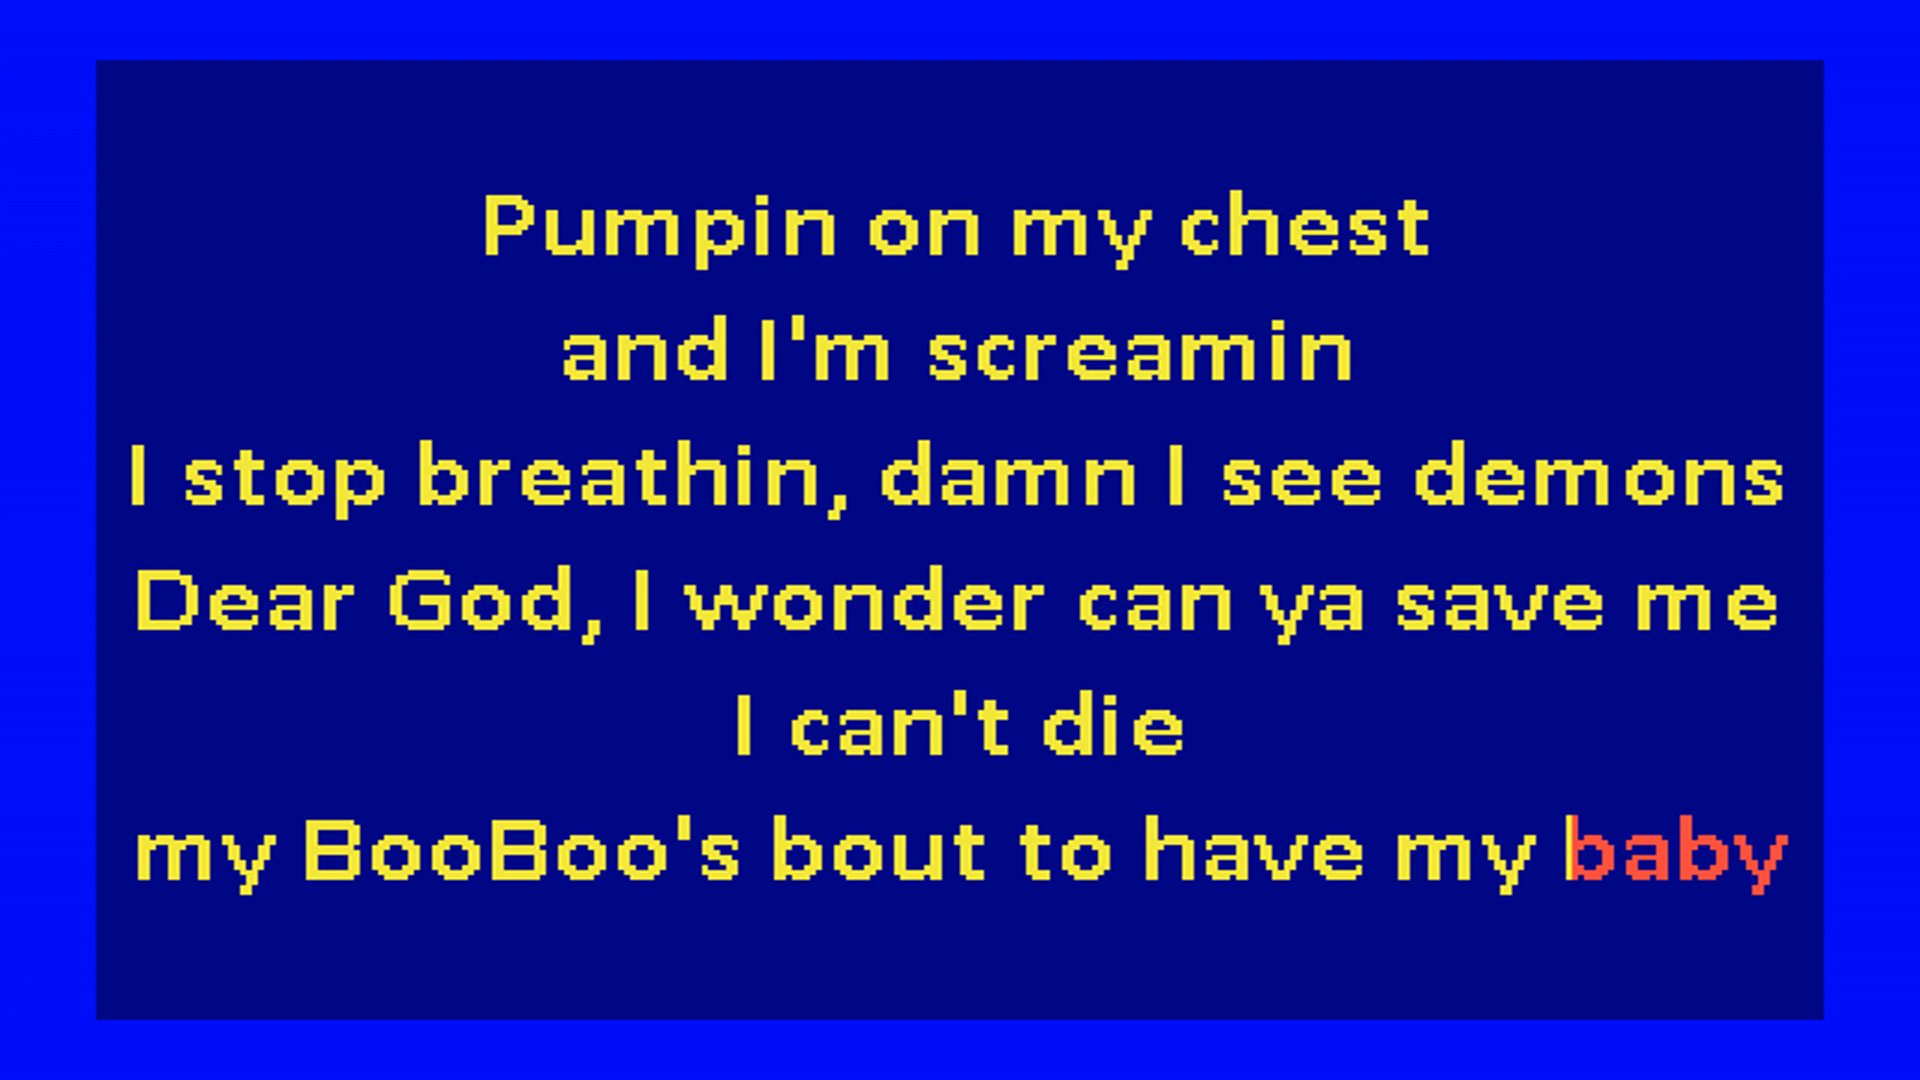 Pumpin on my chest
and I'm screamin
I stop breathin, damn I see demons
Dear God, I wonder can ya save me
I can't die
my BooBoo's bout to have my baby